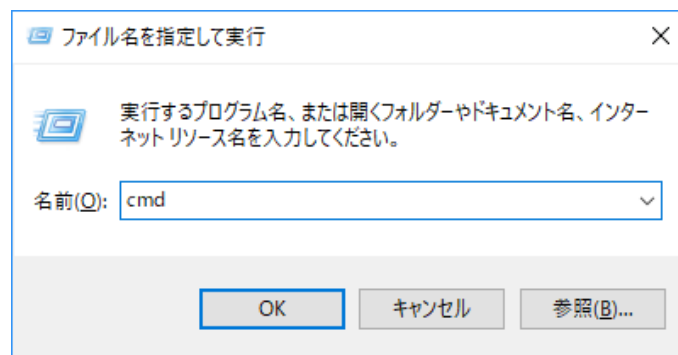 ファイル名を指定して実行
実行するプログラム名、または開くフォルダーやドキュメント名、インター
ネット リソース名を入力してください。
名前(O): cmd
OK キャンセル 参照(B)...